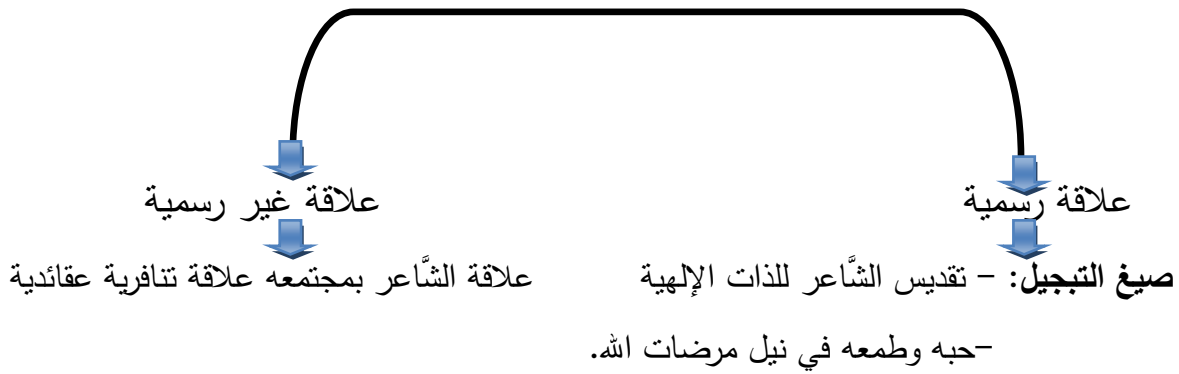 علاقة رسمية
علاقة غير رسمية
صيغ التبجيل: – تقديس الشَّاعر للذات الإلهية
علاقة الشَّاعر بمجتمعه علاقة تنافرية عقائدية
–حبه وطمعه في نيل مرضات الله.